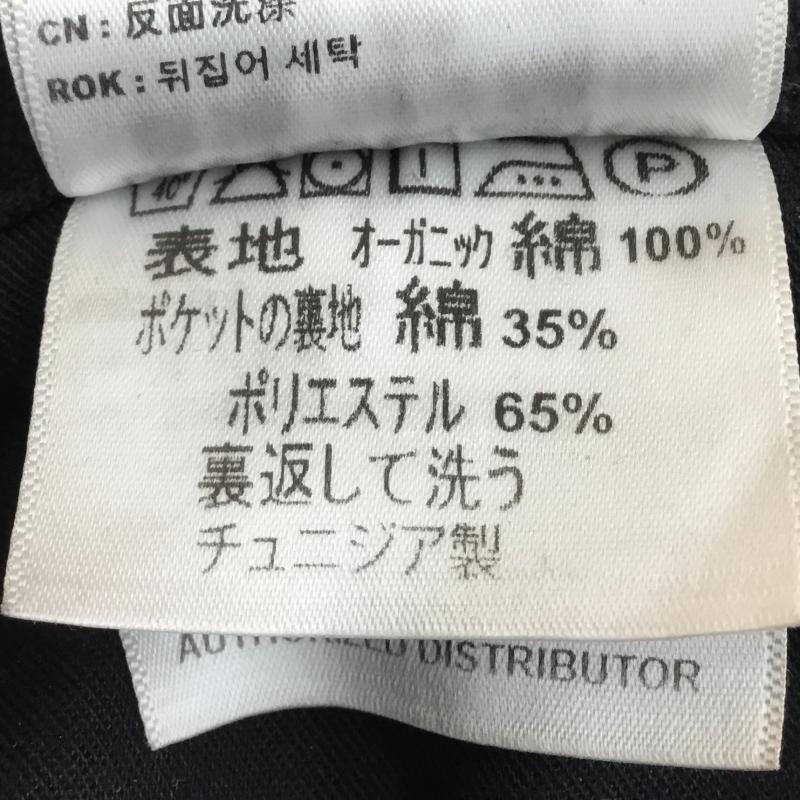 CN : 反面洗涤
ROK : 뒤집어 세탁
40°
P
表地 オーガニック 綿 100%
ポケットの裏地 綿 35%
ポリエステル 65%
裏返して洗う
チュニジア製
AUTHORIZED DISTRIBUTOR